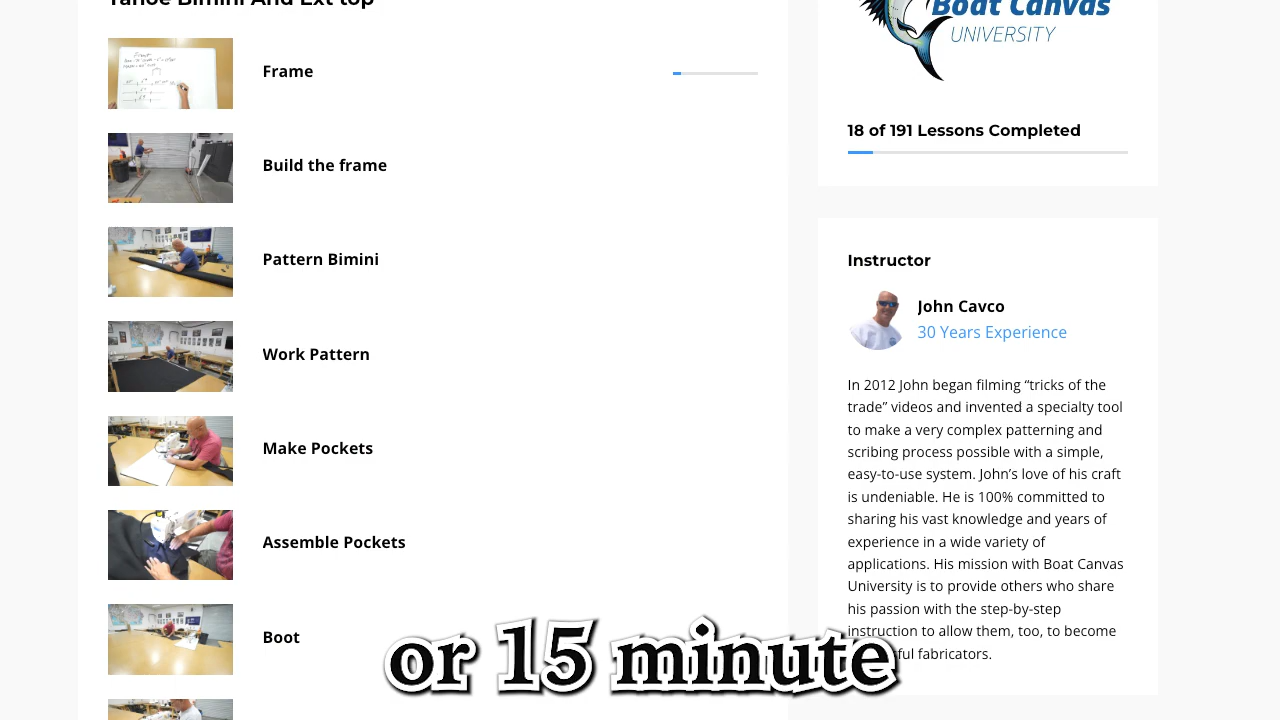 Tahoe Bimini And Ext top
Frame
Build the frame
Pattern Bimini
Work Pattern
Make Pockets
Assemble Pockets
Boot
Boat Canvas
UNIVERSITY
18 of 191 Lessons Completed
Instructor
John Cavco
30 Years Experience
In 2012 John began filming “tricks of the
trade” videos and invented a specialty tool
to make a very complex patterning and
scribing process possible with a simple,
easy-to-use system. John’s love of his craft
is undeniable. He is 100% committed to
sharing his vast knowledge and years of
experience in a wide variety of
applications. His mission with Boat Canvas
University is to provide others who share
his passion with the step-by-step
instruction to allow them, too, to become
ful fabricators.
or 15 minute